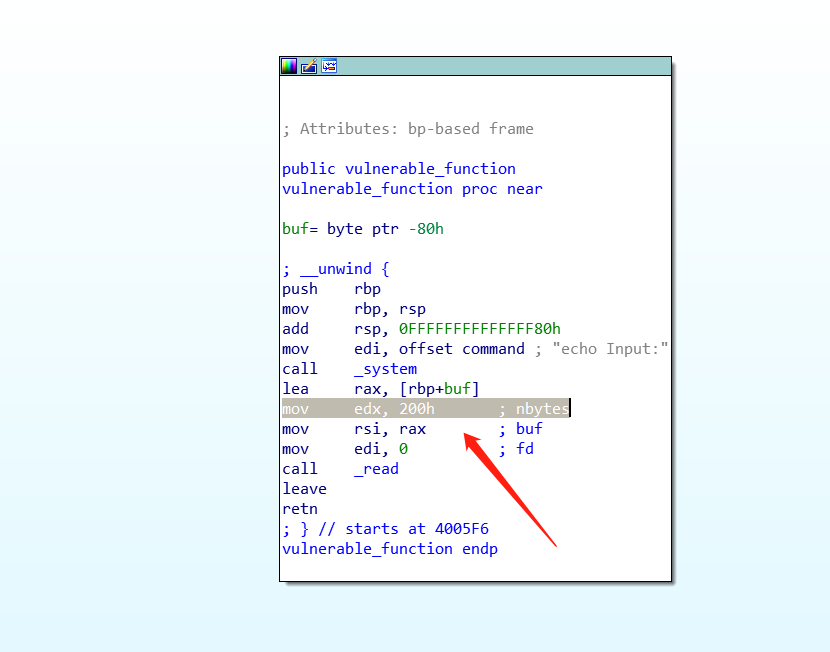 ; Attributes: bp-based frame
public vulnerable_function
vulnerable_function proc near
buf= byte ptr -80h
; __unwind {
push    rbp
mov     rbp, rsp
add     rsp, 0FFFFFFFFFFFFFF80h
mov     edi, offset command ; "echo Input:"
call    _system
lea     rax, [rbp+buf]
mov     edx, 200h       ; nbytes
mov     rsi, rax        ; buf
mov     edi, 0          ; fd
call    _read
leave
retn
; } // starts at 4005F6
vulnerable_function endp